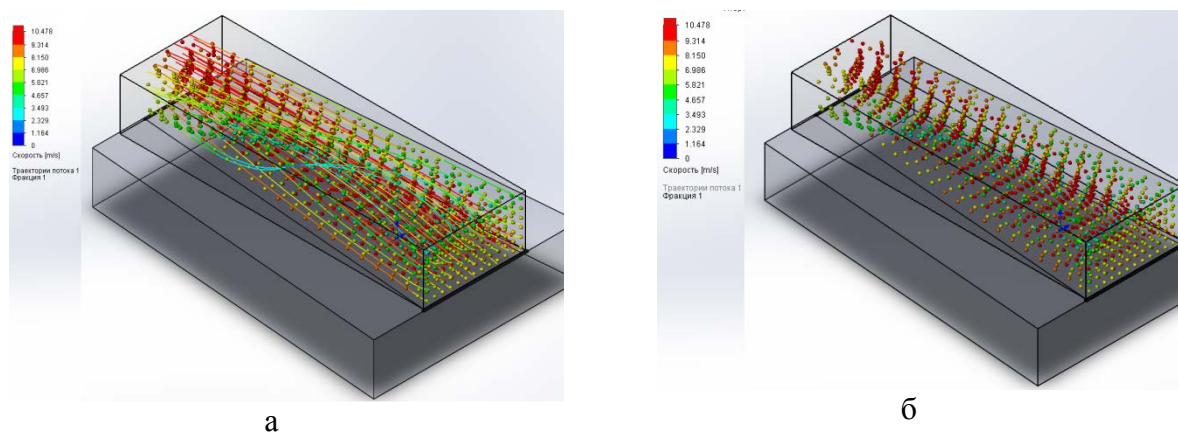 10.478
9.314
8.150
6.986
5.821
4.657
3.493
2.329
1.164
0
Скорость [m/s]
Траектории потока 1
Фракция 1
а
10.478
9.314
8.150
6.986
5.821
4.657
3.493
2.329
1.164
0
Скорость [m/s]
Траектории потока 1
Фракция 1
б